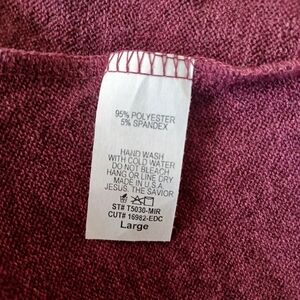 95% POLYESTER
5% SPANDEX
HAND WASH
WITH COLD WATER
DO NOT BLEACH
HANG OR LINE DRY
MADE IN U.S.A.
JESUS, THE SAVIOR
ST# T5030-MIR
CUT# 16982-EDC
Large